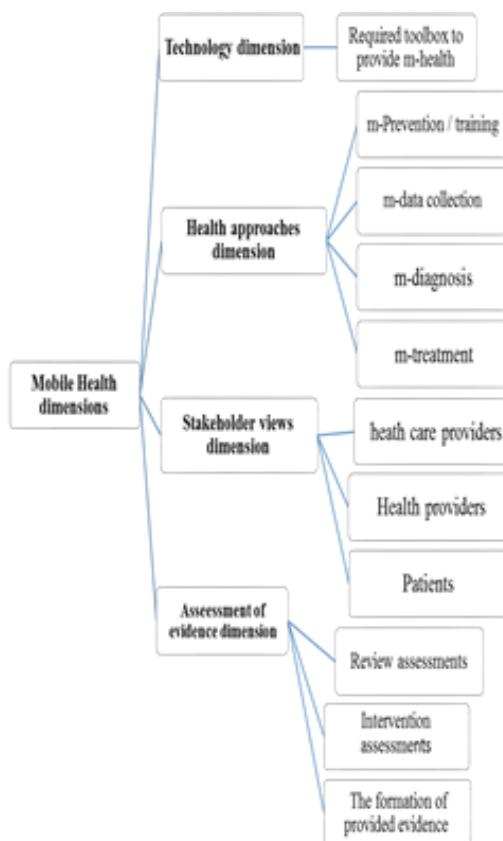 Technology dimension
Required toolbox to
provide m-health
m-Prevention / training
m-data collection
Health approaches
dimension
m-diagnosis
m-treatment
Mobile Health
dimensions
Stakeholder views
dimension
heath care providers
Health providers
Patients
Asseessment of
evidence dimension
Review assessments
Intervention
assessments
The formation of
provided evidence